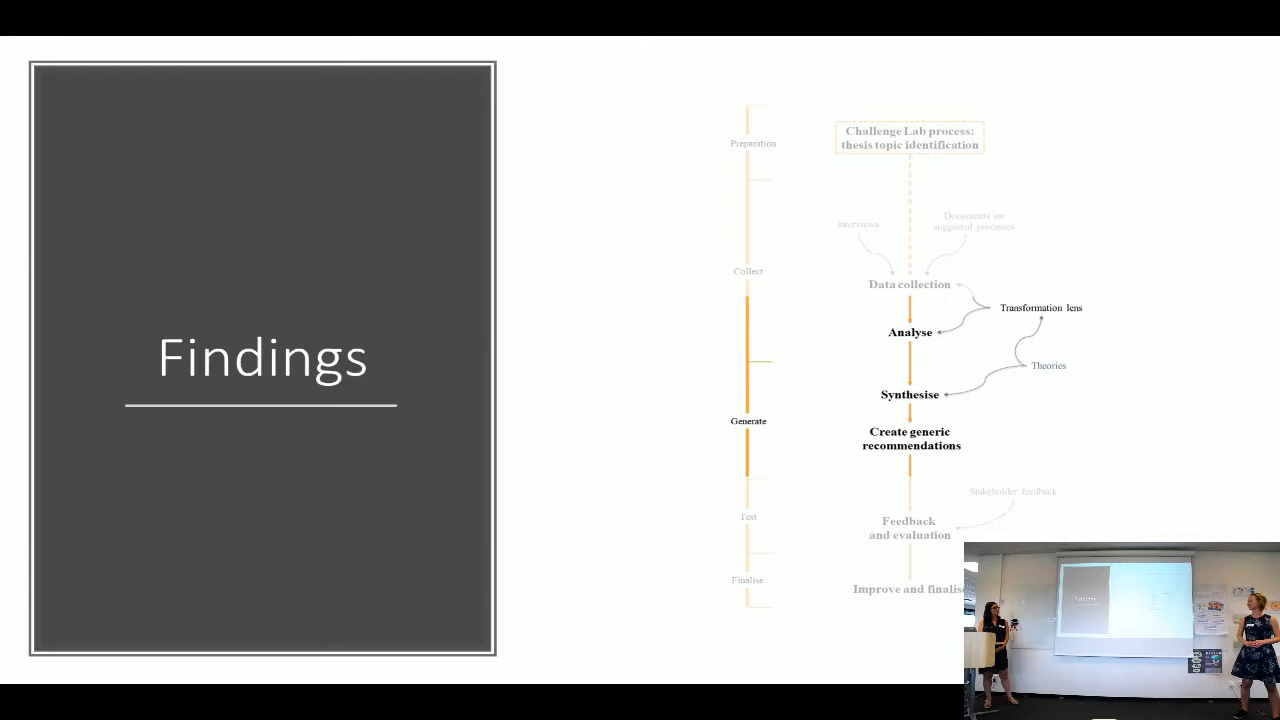 Findings
Preparation
Collect
Generate
Test
Finalise
Challenge Lab process:
thesis topic identification
Interviews
Documents on
suggested processes
Data collection
Transformation lens
Analyse
Theories
Synthesise
Create generic
recommendations
Stakeholder feedback
Feedback
and evaluation
Improve and finalise